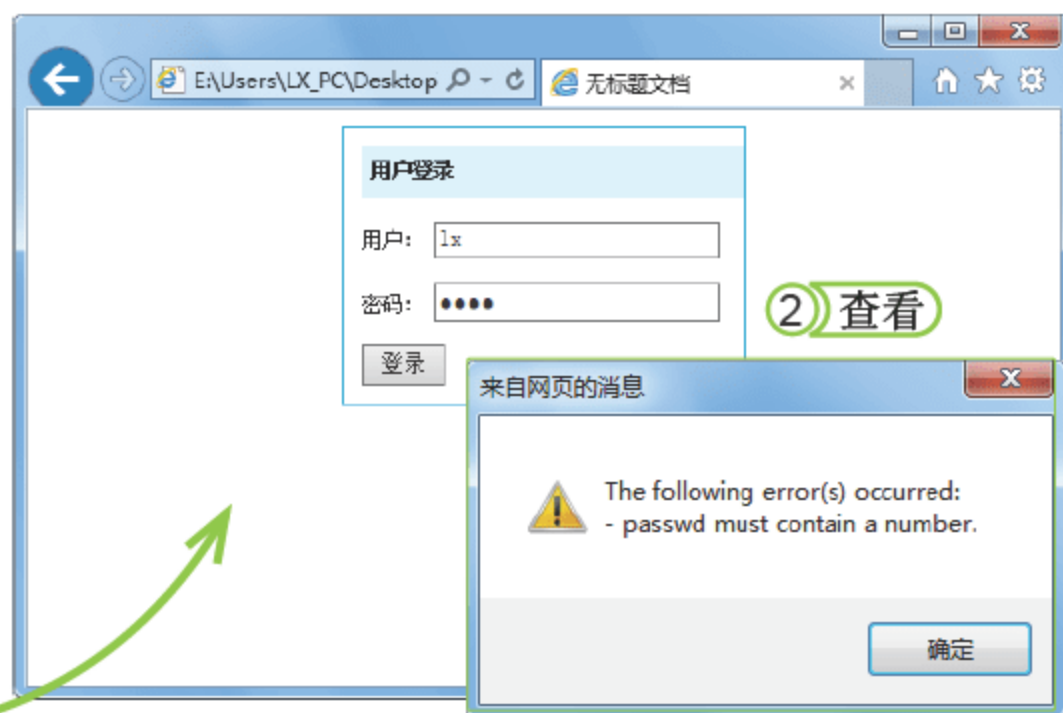 E:\Users\LX_PC\Desktop
无标题文档
用户登录
用户：
lx
密码：
登录
2 查看
来自网页的消息
The following error(s) occurred:
- passwd must contain a number.
确定